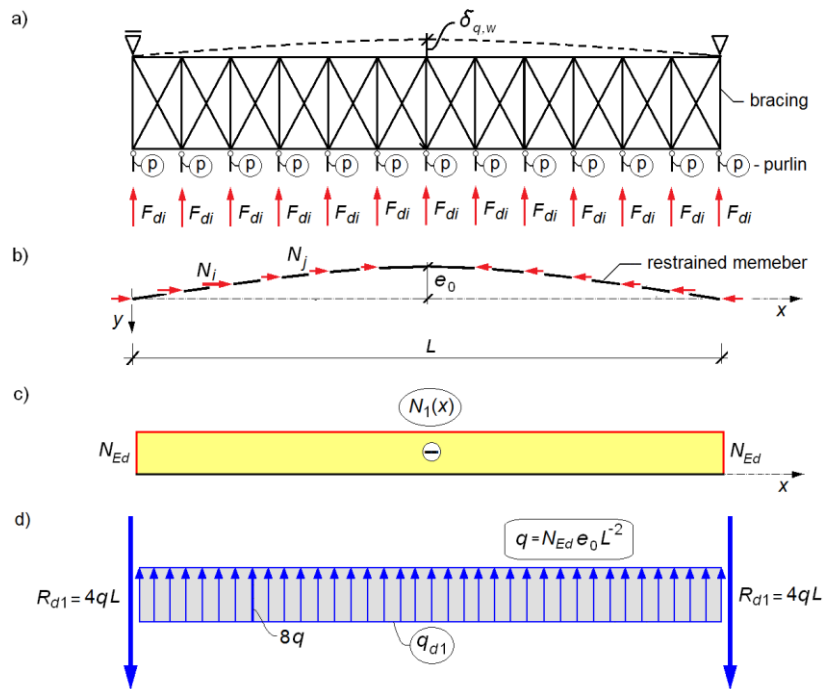 a)
δq,w
bracing
p p p p p p p p p p p p p - purlin
Fdi Fdi Fdi Fdi Fdi Fdi Fdi Fdi Fdi Fdi Fdi Fdi Fdi
b)
Ni Nj e0 restrained memeber
y x
L
c)
N1(x)
NEd − NEd
x
d)
q = NEd e0 L-2
Rd1 = 4qL Rd1 = 4qL
8q qd1